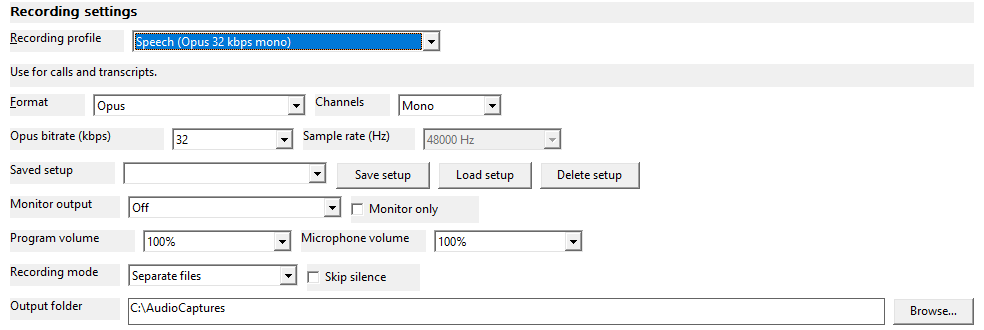 Recording settings
Recording profile Speech (Opus 32 kbps mono)
Use for calls and transcripts.
Format Opus Channels Mono
Opus bitrate (kbps) 32 Sample rate (Hz) 48000 Hz
Saved setup Save setup Load setup Delete setup
Monitor output Off Monitor only
Program volume 100% Microphone volume 100%
Recording mode Separate files Skip silence
Output folder C:\AudioCaptures Browse...